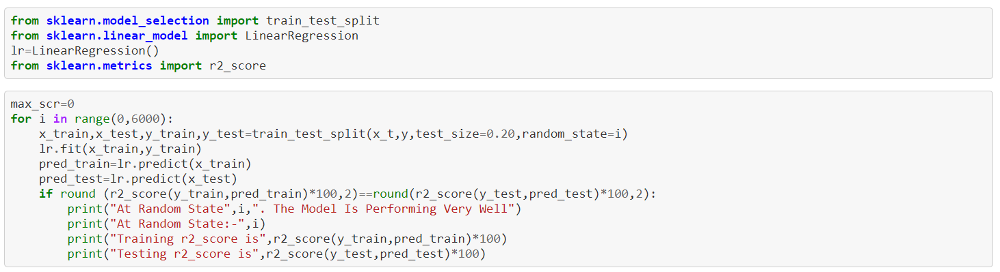 from sklearn.model_selection import train_test_split
from sklearn.linear_model import LinearRegression
lr=LinearRegression()
from sklearn.metrics import r2_score
max_scr=0
for i in range(0,6000):
    x_train,x_test,y_train,y_test=train_test_split(x_t,y,test_size=0.20,random_state=i)
    lr.fit(x_train,y_train)
    pred_train=lr.predict(x_train)
    pred_test=lr.predict(x_test)
    if round (r2_score(y_train,pred_train)*100,2)==round(r2_score(y_test,pred_test)*100,2):
        print("At Random State",i,". The Model Is Performing Very Well")
        print("At Random State:-",i)
        print("Training r2_score is",r2_score(y_train,pred_train)*100)
        print("Testing r2_score is",r2_score(y_test,pred_test)*100)